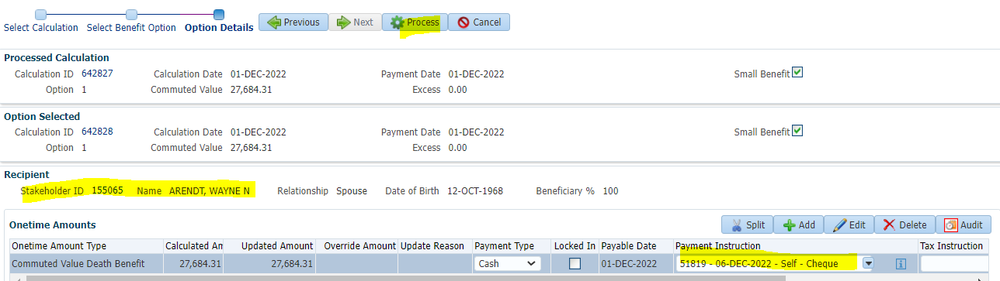 Previous Next Process Cancel
Select Calculation Select Benefit Option Option Details
Processed Calculation
Calculation ID 642827 Calculation Date 01-DEC-2022 Payment Date 01-DEC-2022 Small Benefit
Option 1 Commuted Value 27,684.31 Excess 0.00
Option Selected
Calculation ID 642828 Calculation Date 01-DEC-2022 Payment Date 01-DEC-2022 Small Benefit
Option 1 Commuted Value 27,684.31 Excess 0.00
Recipient
Stakeholder ID 155065 Name ARENDT, WAYNE N Relationship Spouse Date of Birth 12-OCT-1968 Beneficiary % 100
Onetime Amounts Split Add Edit Delete Audit
Onetime Amount Type Calculated Am Updated Amount Override Amount Update Reason Payment Type Locked In Payable Date Payment Instruction Tax Instruction
Commuted Value Death Benefit 27,684.31 27,684.31 Cash 01-DEC-2022 51819 - 06-DEC-2022 - Self - Cheque